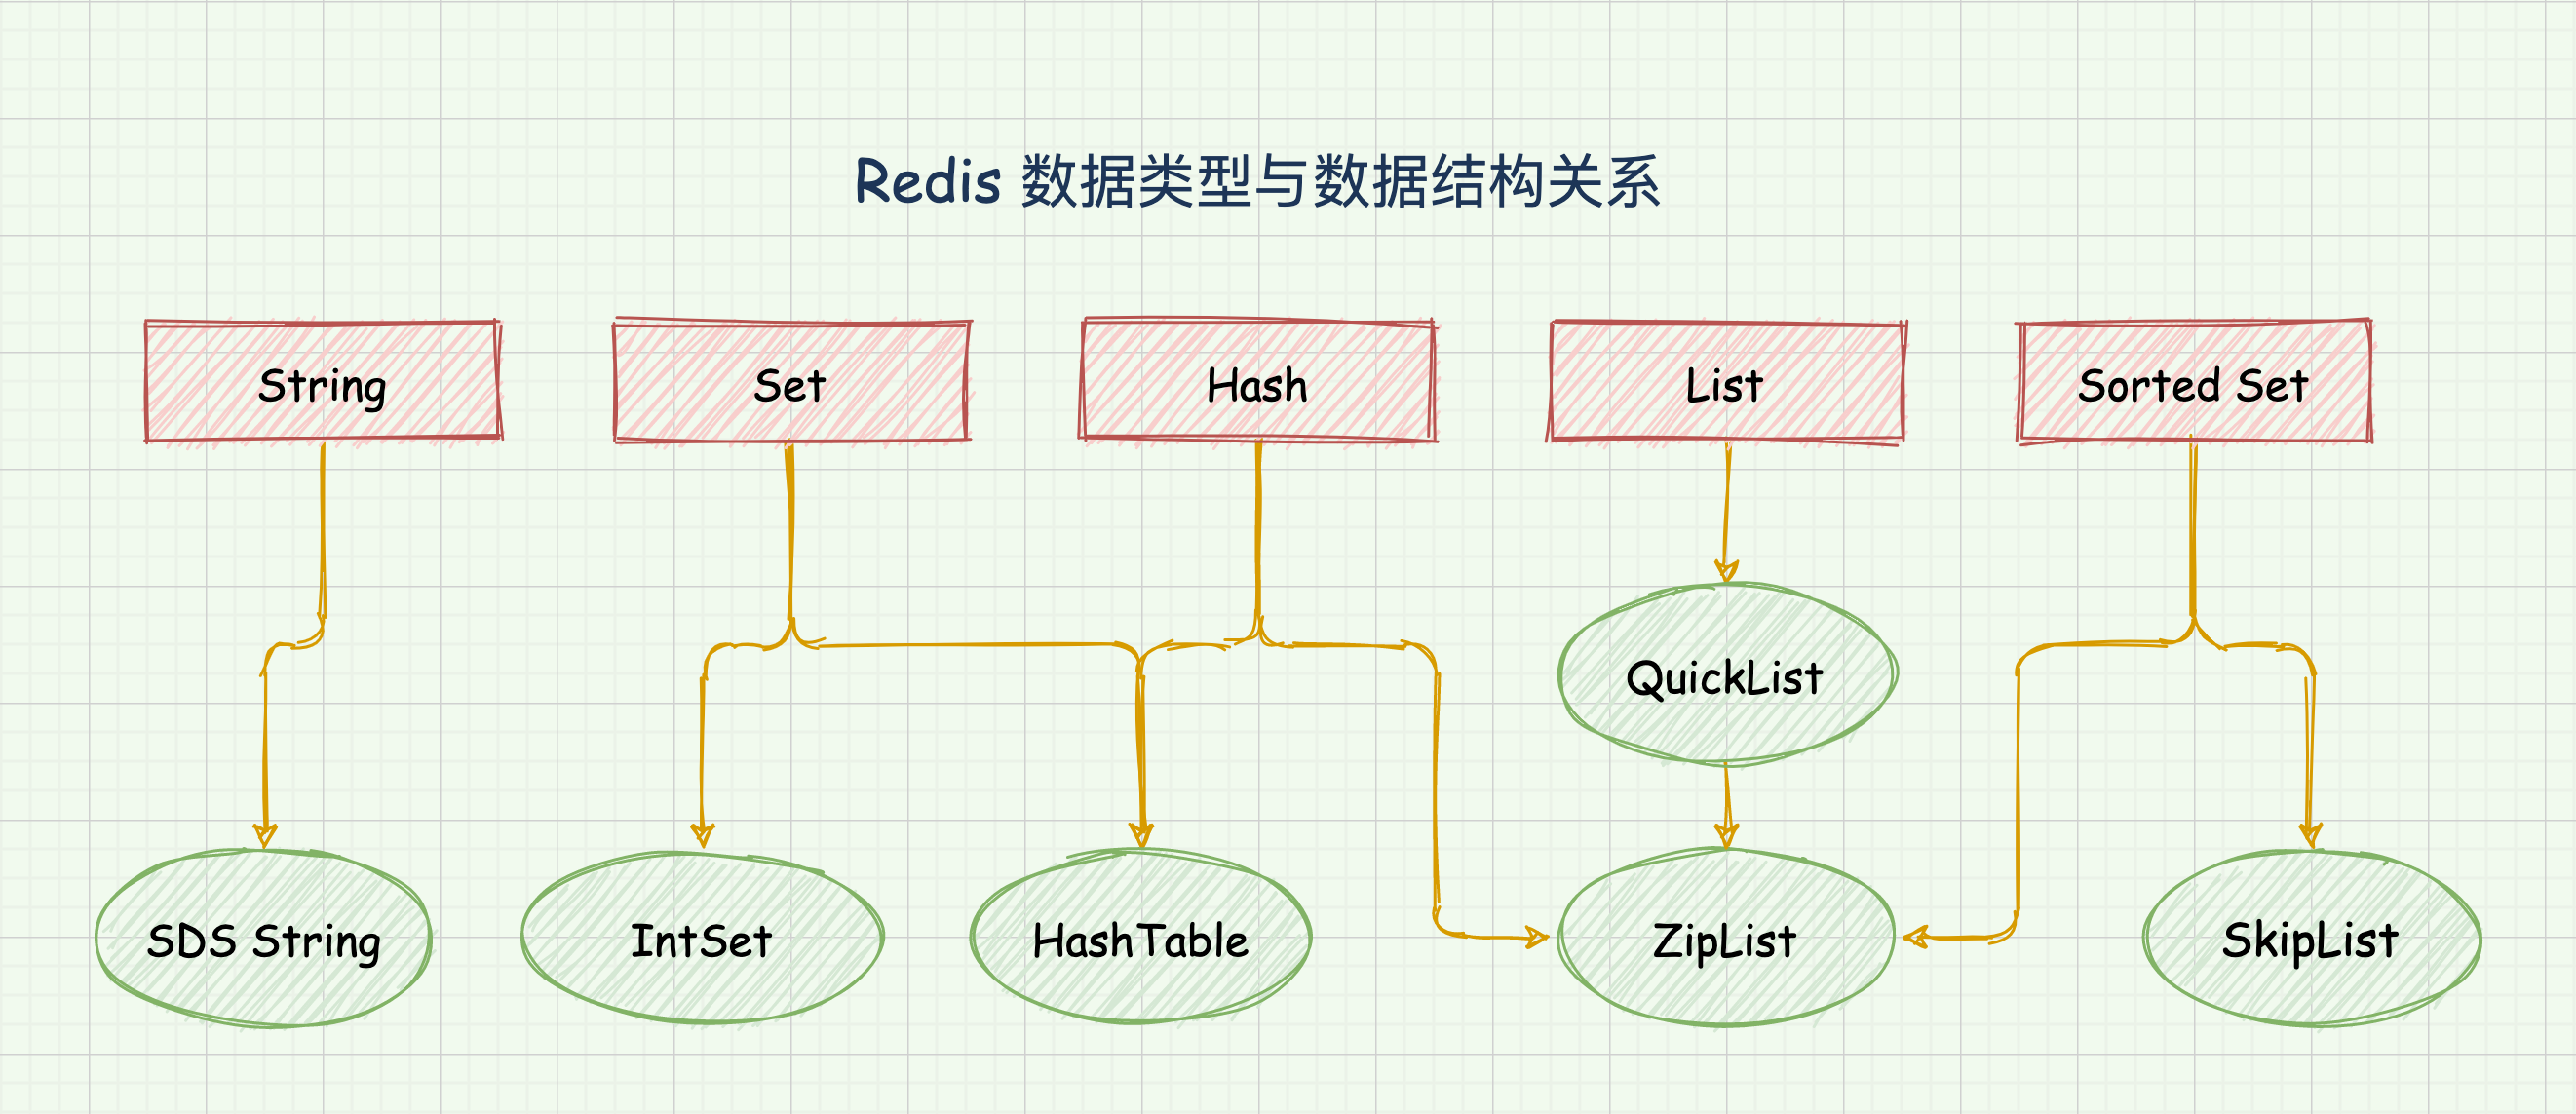 Redis 数据类型与数据结构关系
String
Set
Hash
List
Sorted Set
QuickList
SDS String
IntSet
HashTable
ZipList
SkipList